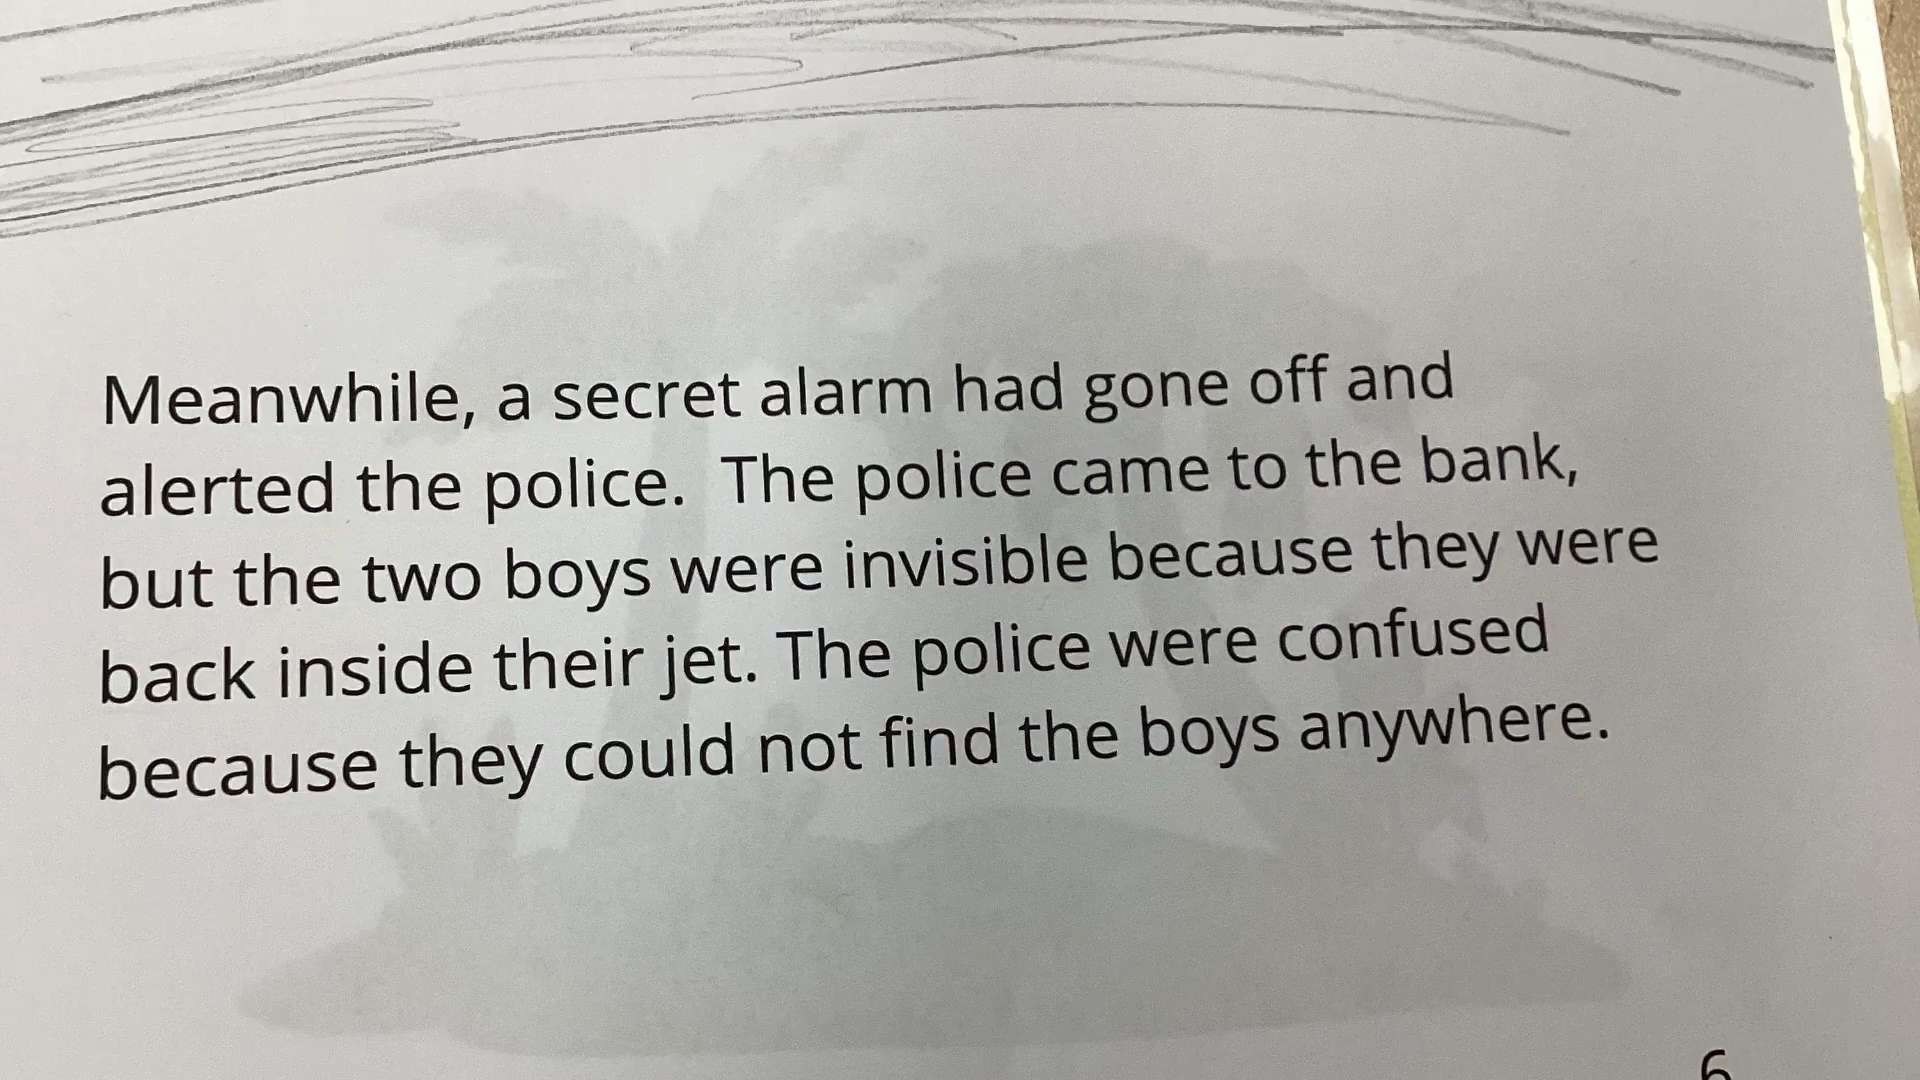 Meanwhile, a secret alarm had gone off and
alerted the police.  The police came to the bank,
but the two boys were invisible because they were
back inside their jet. The police were confused
because they could not find the boys anywhere.
6